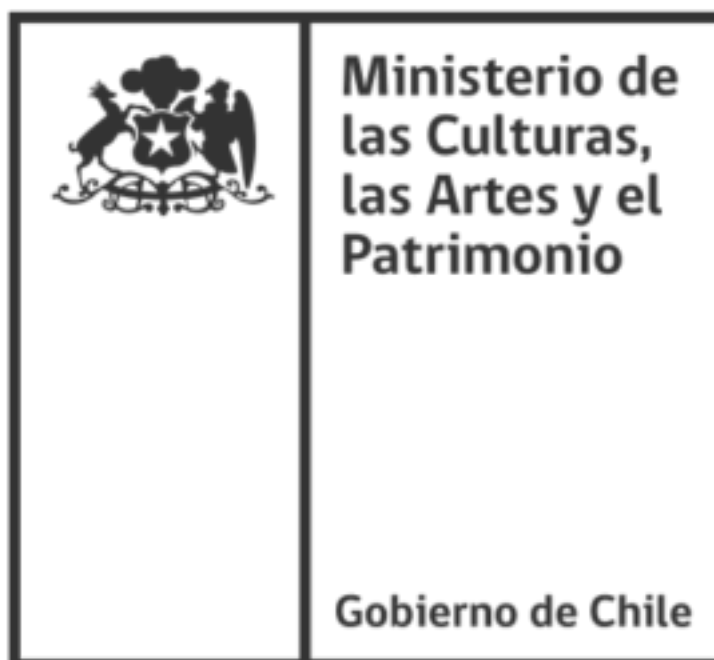 Ministerio de
las Culturas,
las Artes y el
Patrimonio
Gobierno de Chile